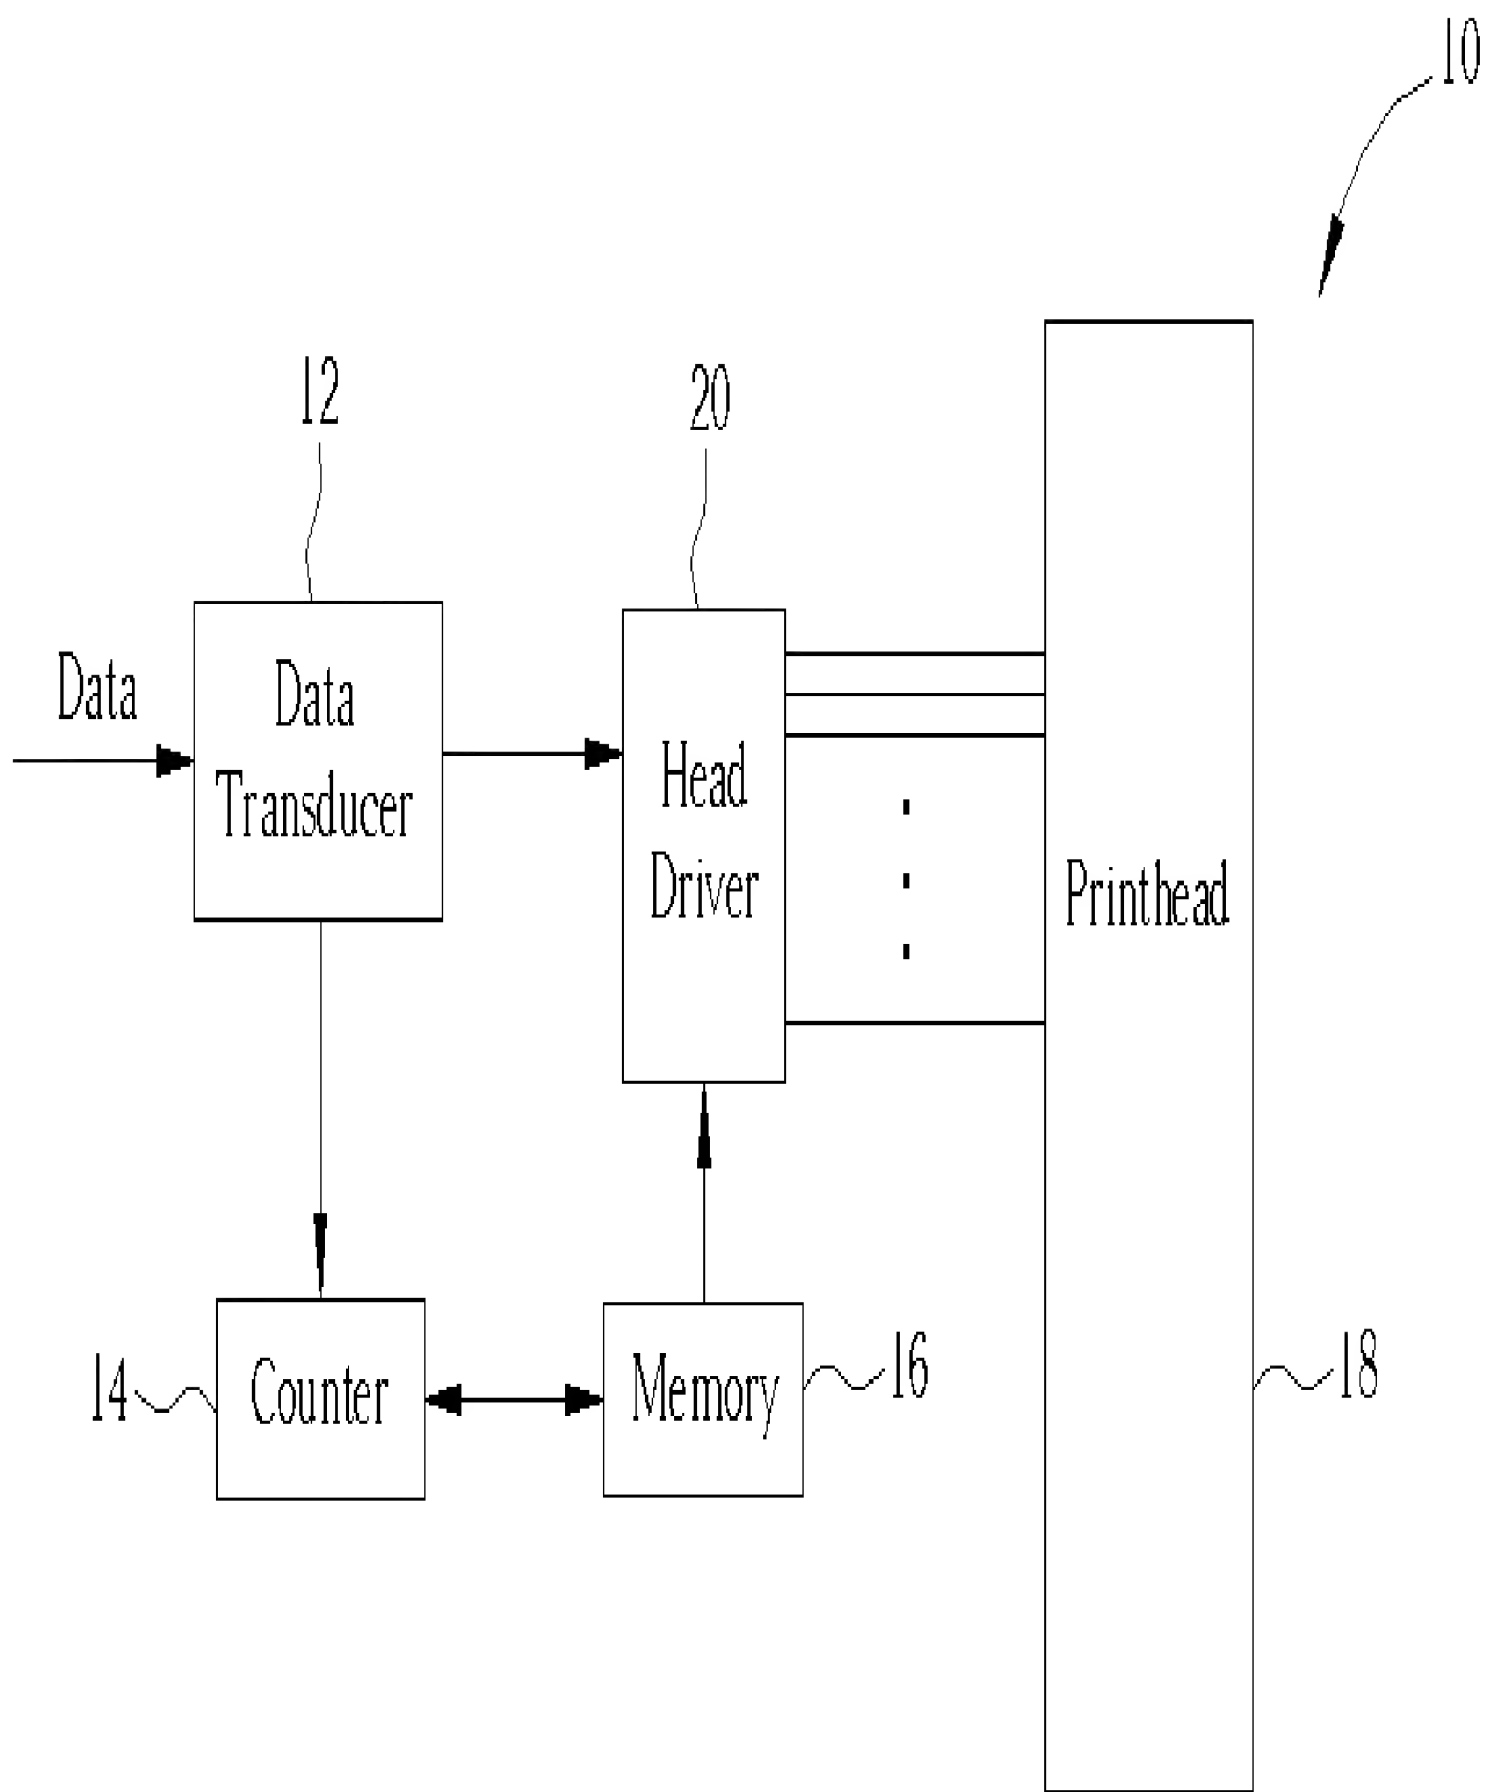 10
12
20
Data
Data
Transducer
Head
Driver
Printhead
14
Counter
Memory
16
18